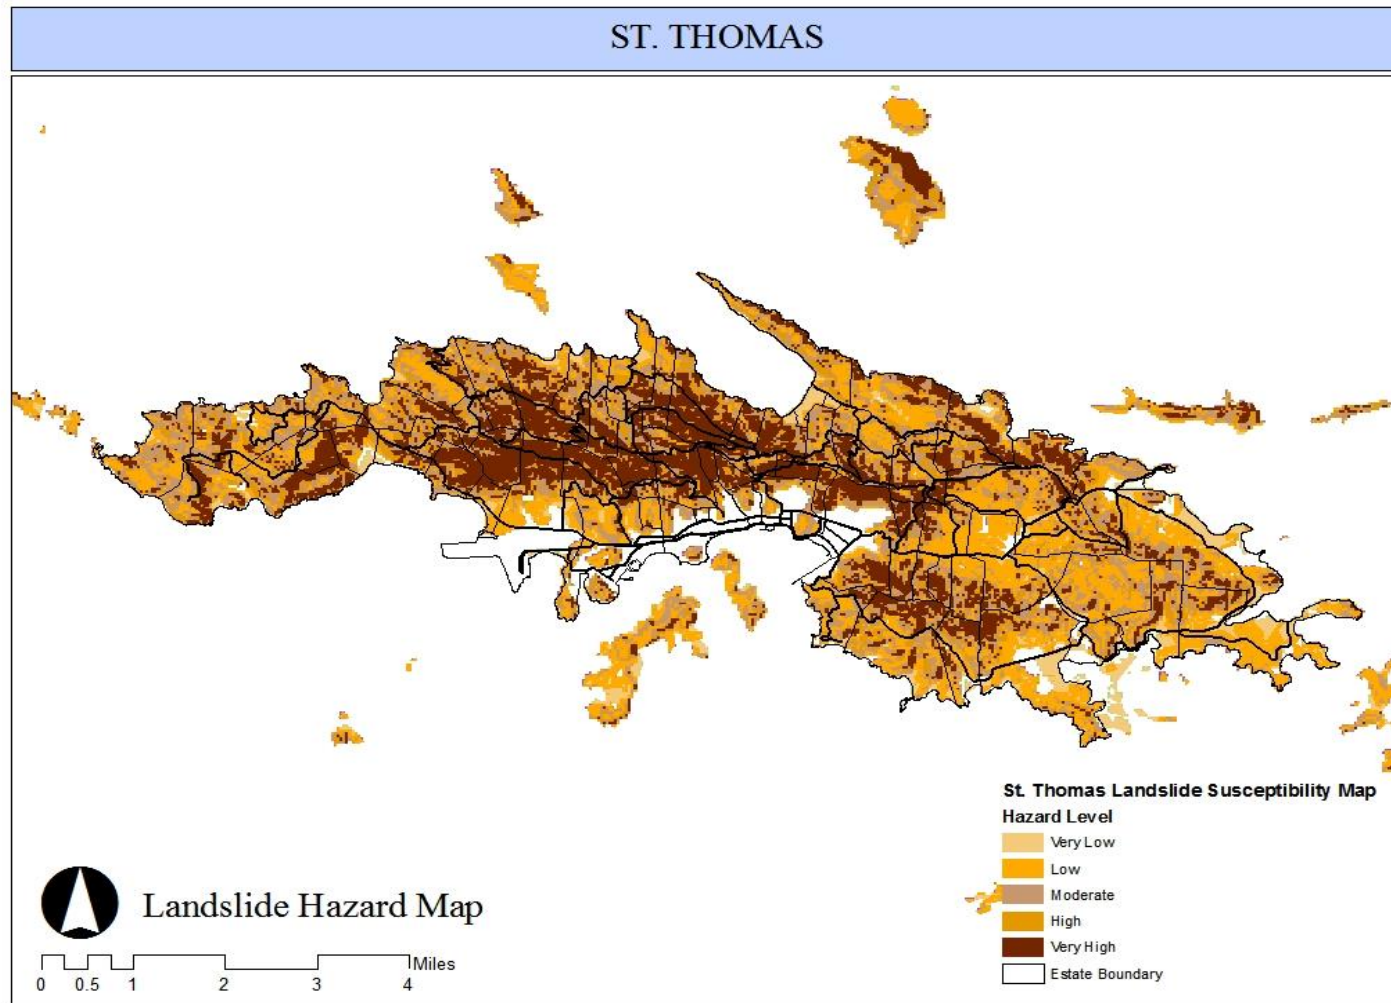 ST. THOMAS
St. Thomas Landslide Susceptibility Map
Hazard Level
Very Low
Low
Moderate
High
Very High
Estate Boundary
Landslide Hazard Map
Miles
0 0.5 1 2 3 4